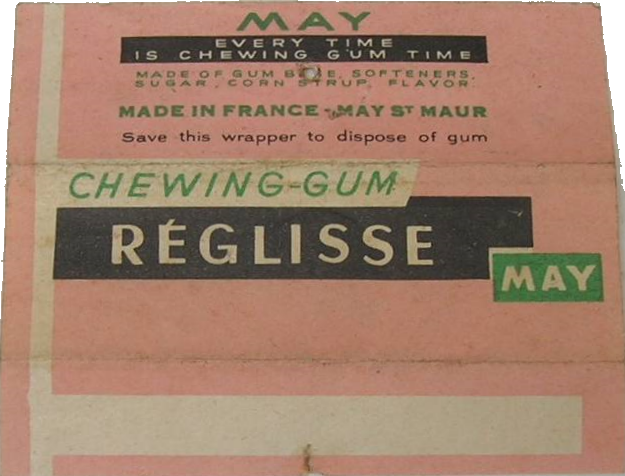 MAY
EVERY TIME
IS CHEWING GUM TIME
MADE OF GUM BASE, SOFTENERS,
SUGAR, CORN SYRUP, FLAVOR.
MADE IN FRANCE - MAY ST MAUR
Save this wrapper to dispose of gum
CHEWING-GUM
RÉGLISSE
MAY